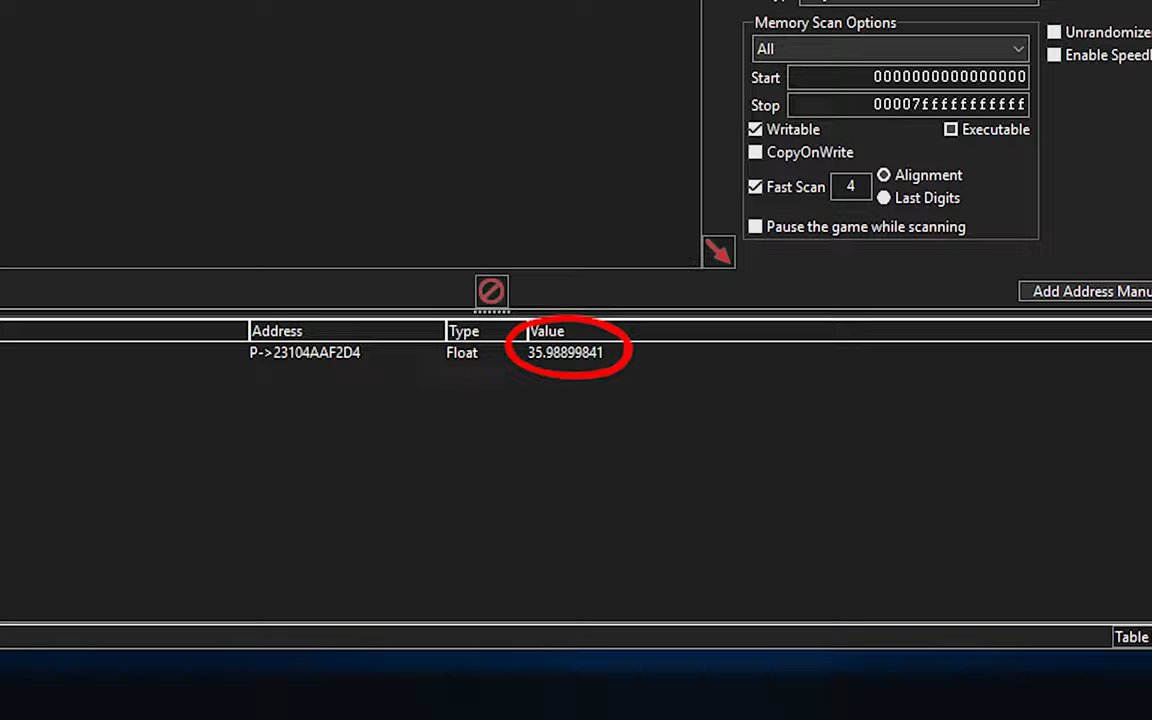 Memory Scan Options
All
Unrandomize
Enable Speed
Start 0000000000000000
Stop 00007fffffffffff
Writable Executable
CopyOnWrite
Fast Scan 4 Alignment
Last Digits
Pause the game while scanning
Add Address Manu
Address Type Value
P->23104AAF2D4 Float 35.98899841
Table